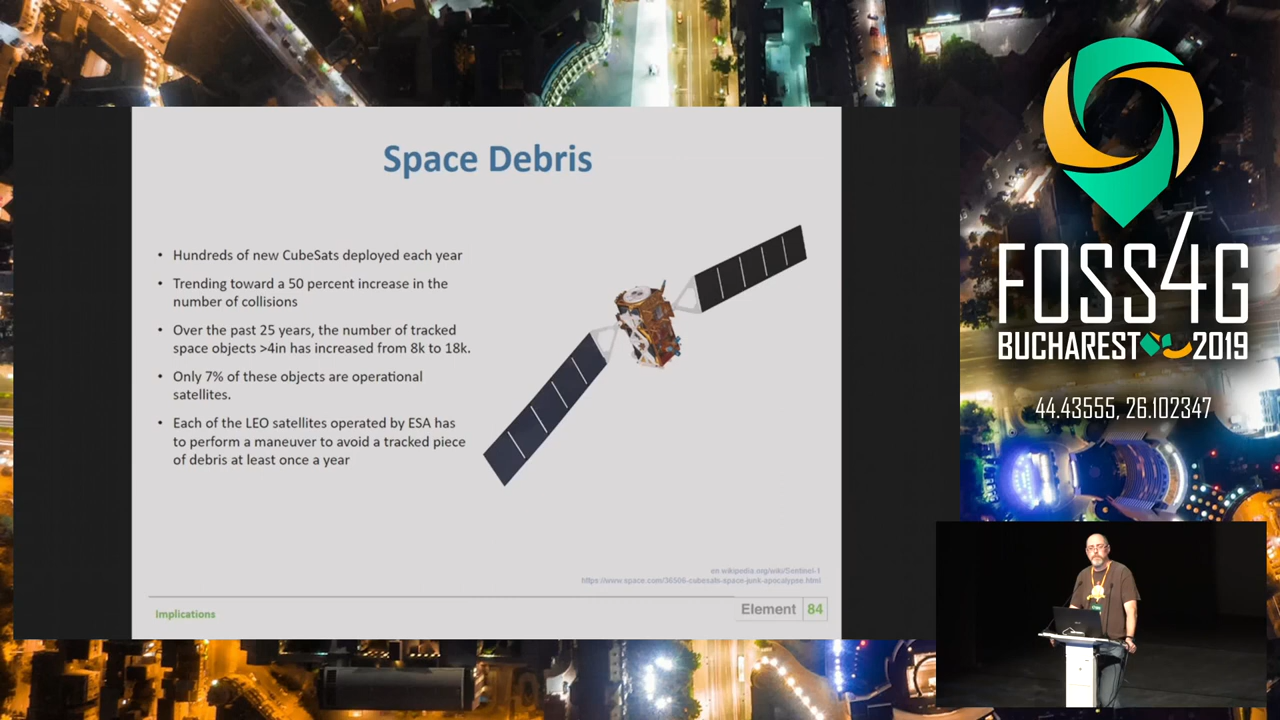 Space Debris
• Hundreds of new CubeSats deployed each year
• Trending toward a 50 percent increase in the
number of collisions
• Over the past 25 years, the number of tracked
space objects >4in has increased from 8k to 18k.
• Only 7% of these objects are operational
satellites.
• Each of the LEO satellites operated by ESA has
to perform a maneuver to avoid a tracked piece
of debris at least once a year
en wikipedia.org/wiki/Sentinel-1
https://www.space.com/36506-cubesats-space-junk-apocalypse.html
Implications
Element 84
FOSS4G
BUCHAREST 2019
44.43555, 26.102347